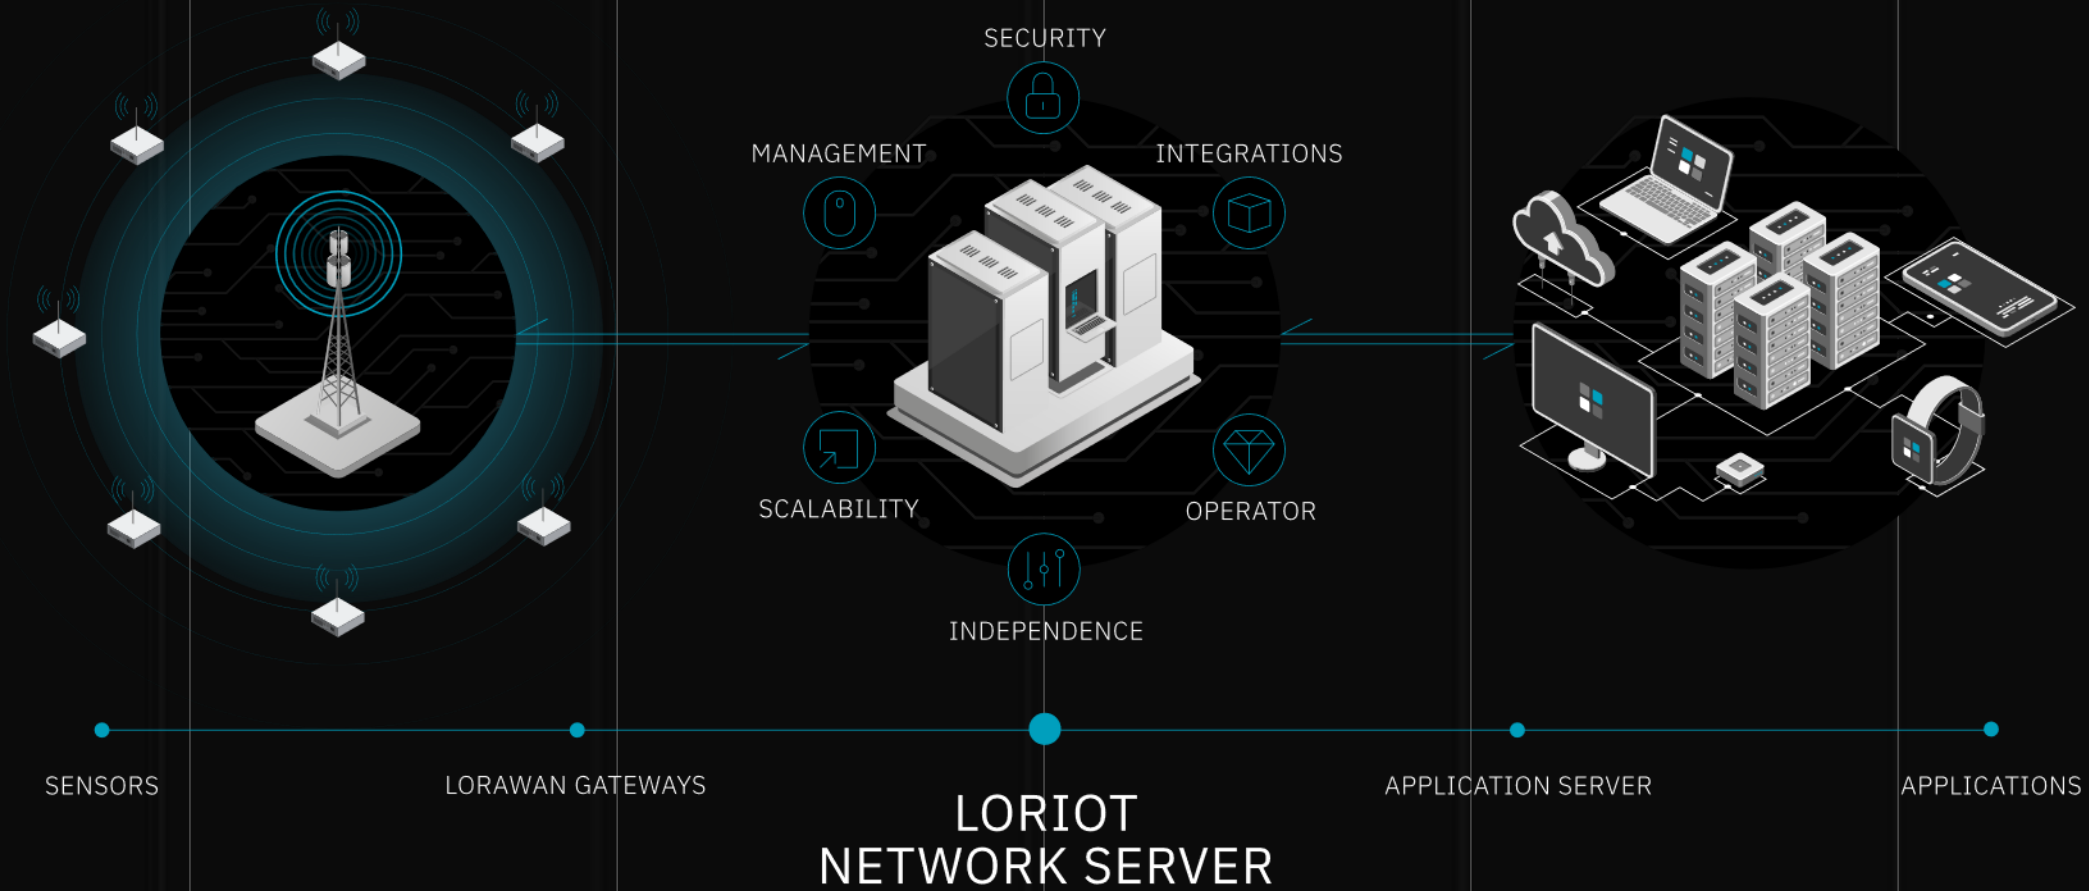 SECURITY
MANAGEMENT
INTEGRATIONS
SCALABILITY
OPERATOR
INDEPENDENCE
SENSORS
LORAWAN GATEWAYS
LORIOT
NETWORK SERVER
APPLICATION SERVER
APPLICATIONS